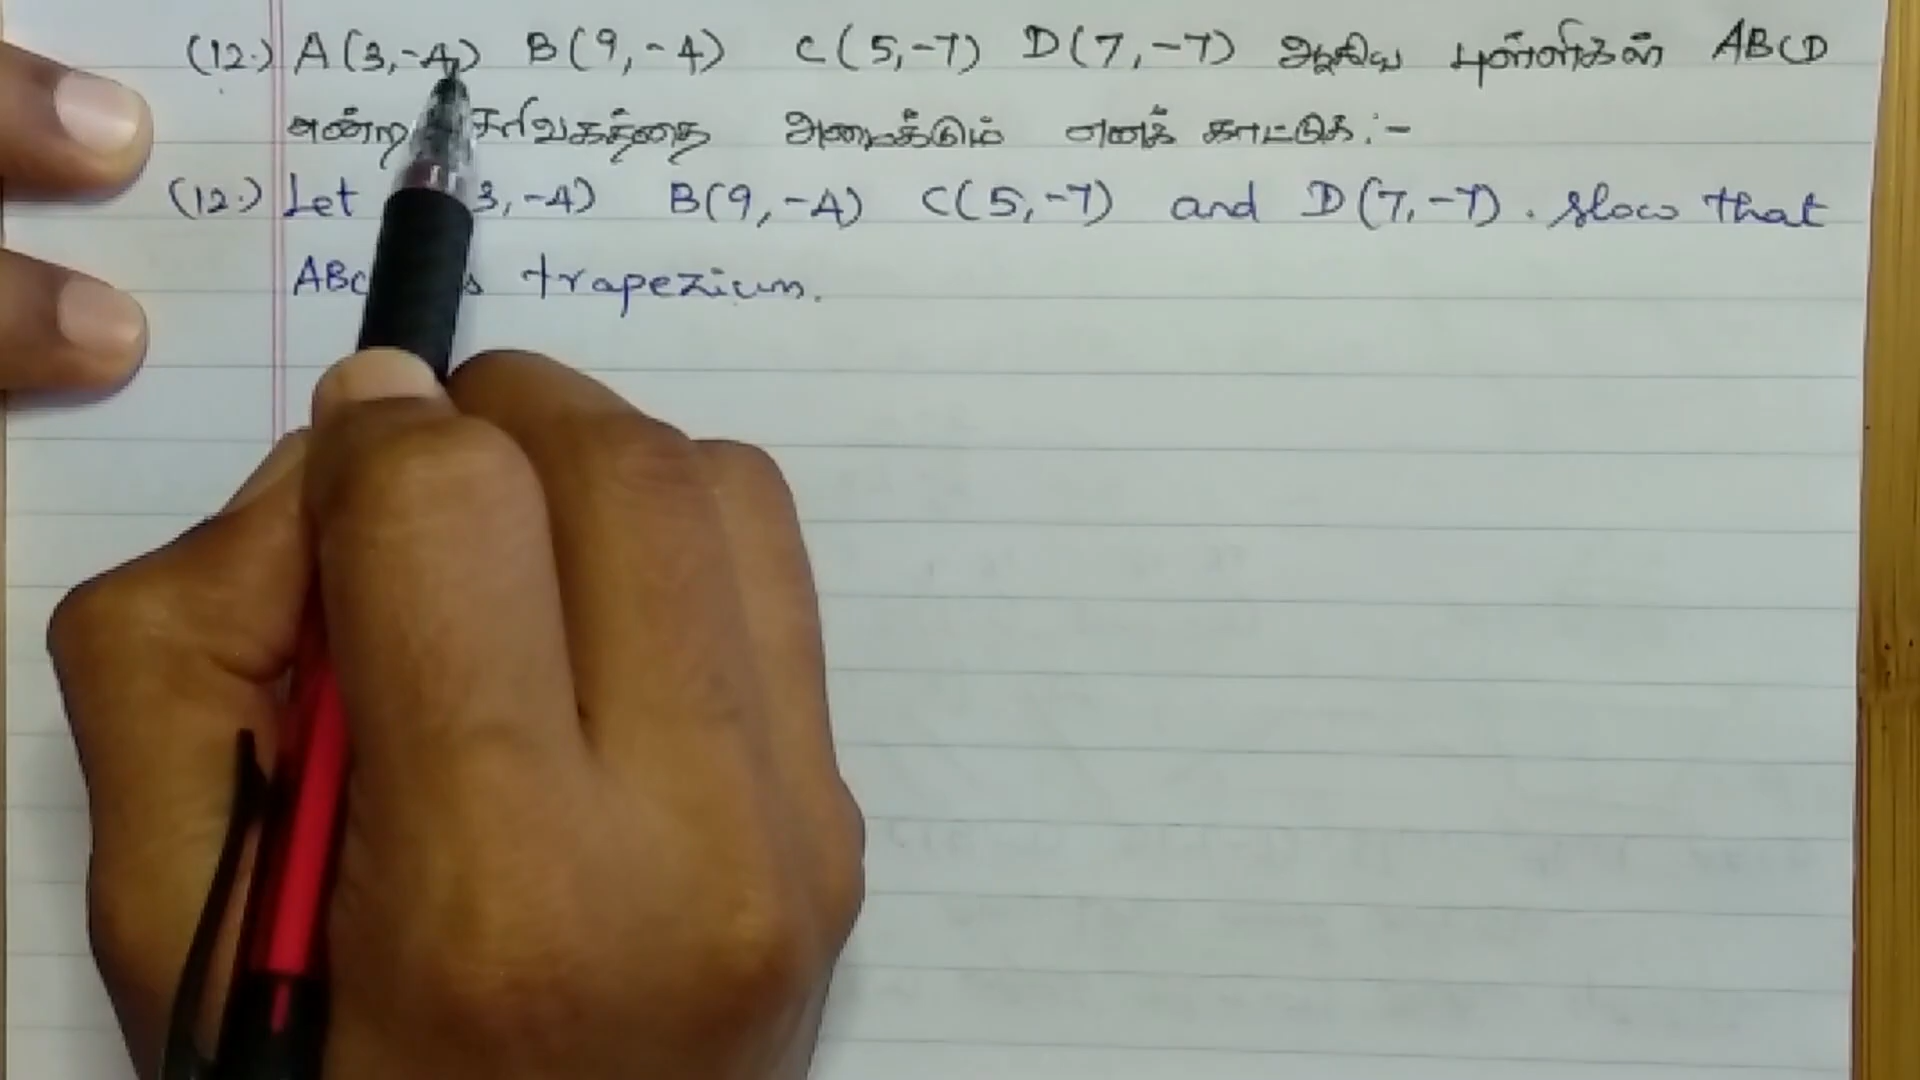 (12.) A (3,-4) B(9,-4) C(5,-7) D(7,-7) ஆகிய புள்ளிகள் ABCD
என்ற சரிவகத்தை அமைக்கும் எனக் காட்டுக:-
(12.) Let 3,-4) B(9,-4) C(5,-7) and D(7,-7). Show that
ABC trapezium.